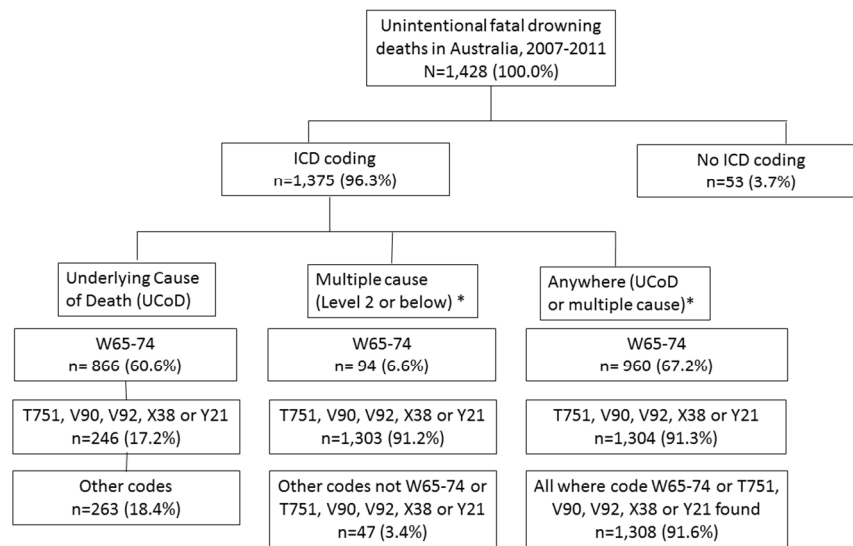 Unintentional fatal drowning
deaths in Australia, 2007-2011
N=1,428 (100.0%)
ICD coding
n=1,375 (96.3%)
No ICD coding
n=53 (3.7%)
Underlying Cause
of Death (UCoD)
Multiple cause
(Level 2 or below) *
Anywhere (UCoD
or multiple cause)*
W65-74
n= 866 (60.6%)
W65-74
n= 94 (6.6%)
W65-74
n= 960 (67.2%)
T751, V90, V92, X38 or Y21
n=246 (17.2%)
T751, V90, V92, X38 or Y21
n=1,303 (91.2%)
T751, V90, V92, X38 or Y21
n=1,304 (91.3%)
Other codes
n=263 (18.4%)
Other codes not W65-74 or
T751, V90, V92, X38 or Y21
n=47 (3.4%)
All where code W65-74 or T751,
V90, V92, X38 or Y21 found
n=1,308 (91.6%)